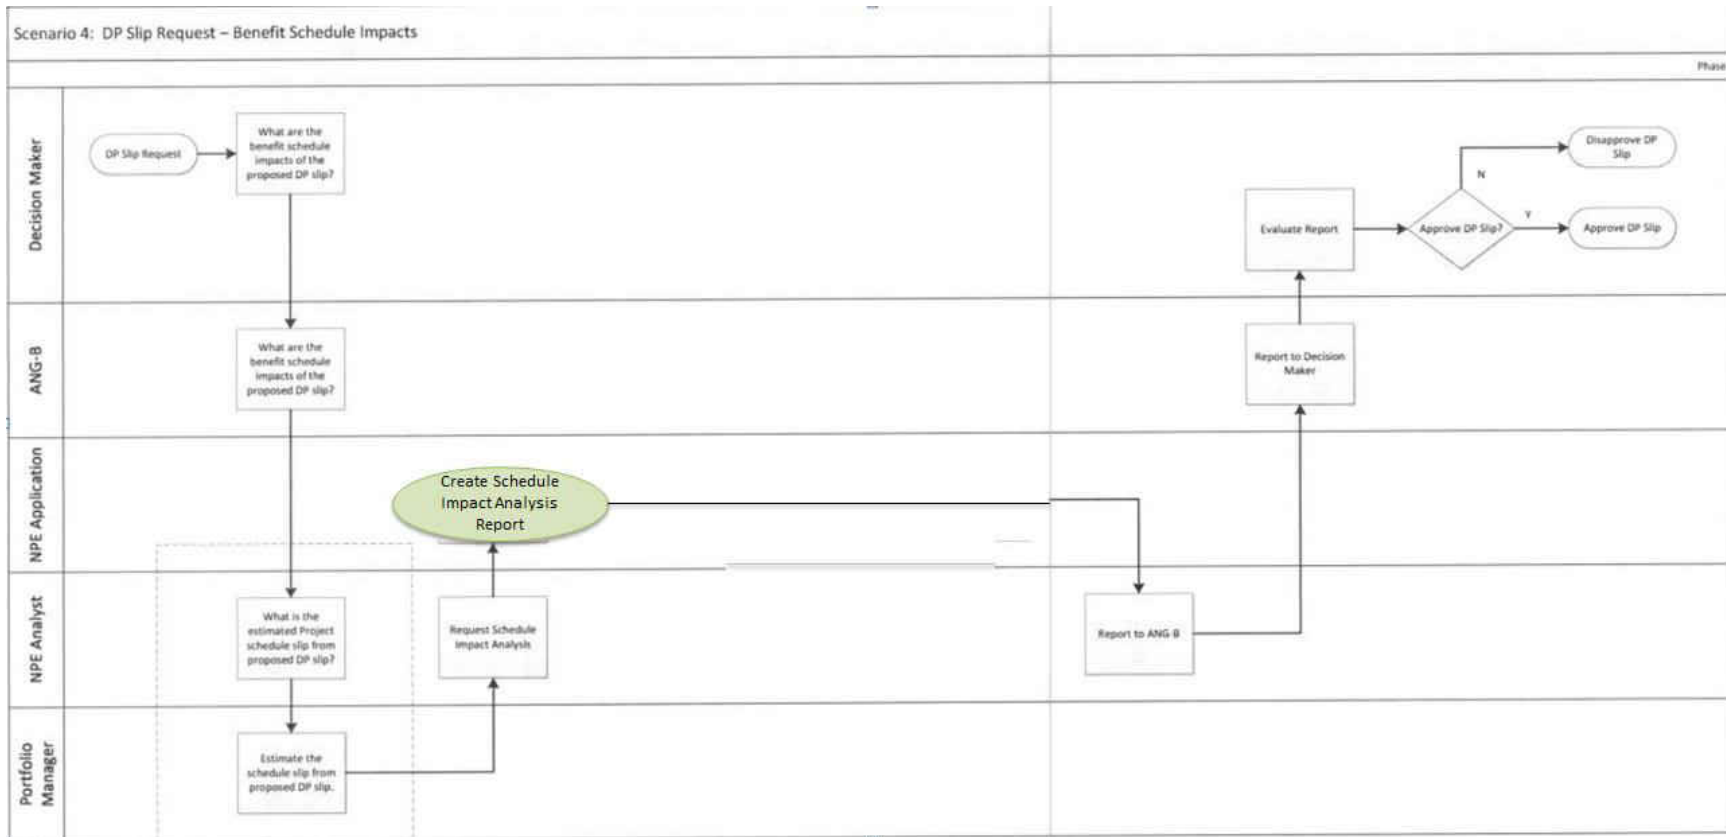 Scenario 4:  DP Slip Request – Benefit Schedule Impacts
Phase
Decision Maker
DP Slip Request
What are the
benefit schedule
impacts of the
proposed DP slip?
Disapprove DP
Slip
N
Evaluate Report
Approve DP Slip?
Y
Approve DP Slip
ANG-B
What are the
benefit schedule
impacts of the
proposed DP slip?
Report to Decision
Maker
NPE Application
Create Schedule
Impact Analysis
Report
NPE Analyst
What is the
estimated Project
schedule slip from
proposed DP slip?
Request Schedule
Impact Analysis
Report to ANG-B
Portfolio
Manager
Estimate the
schedule slip from
proposed DP slip.